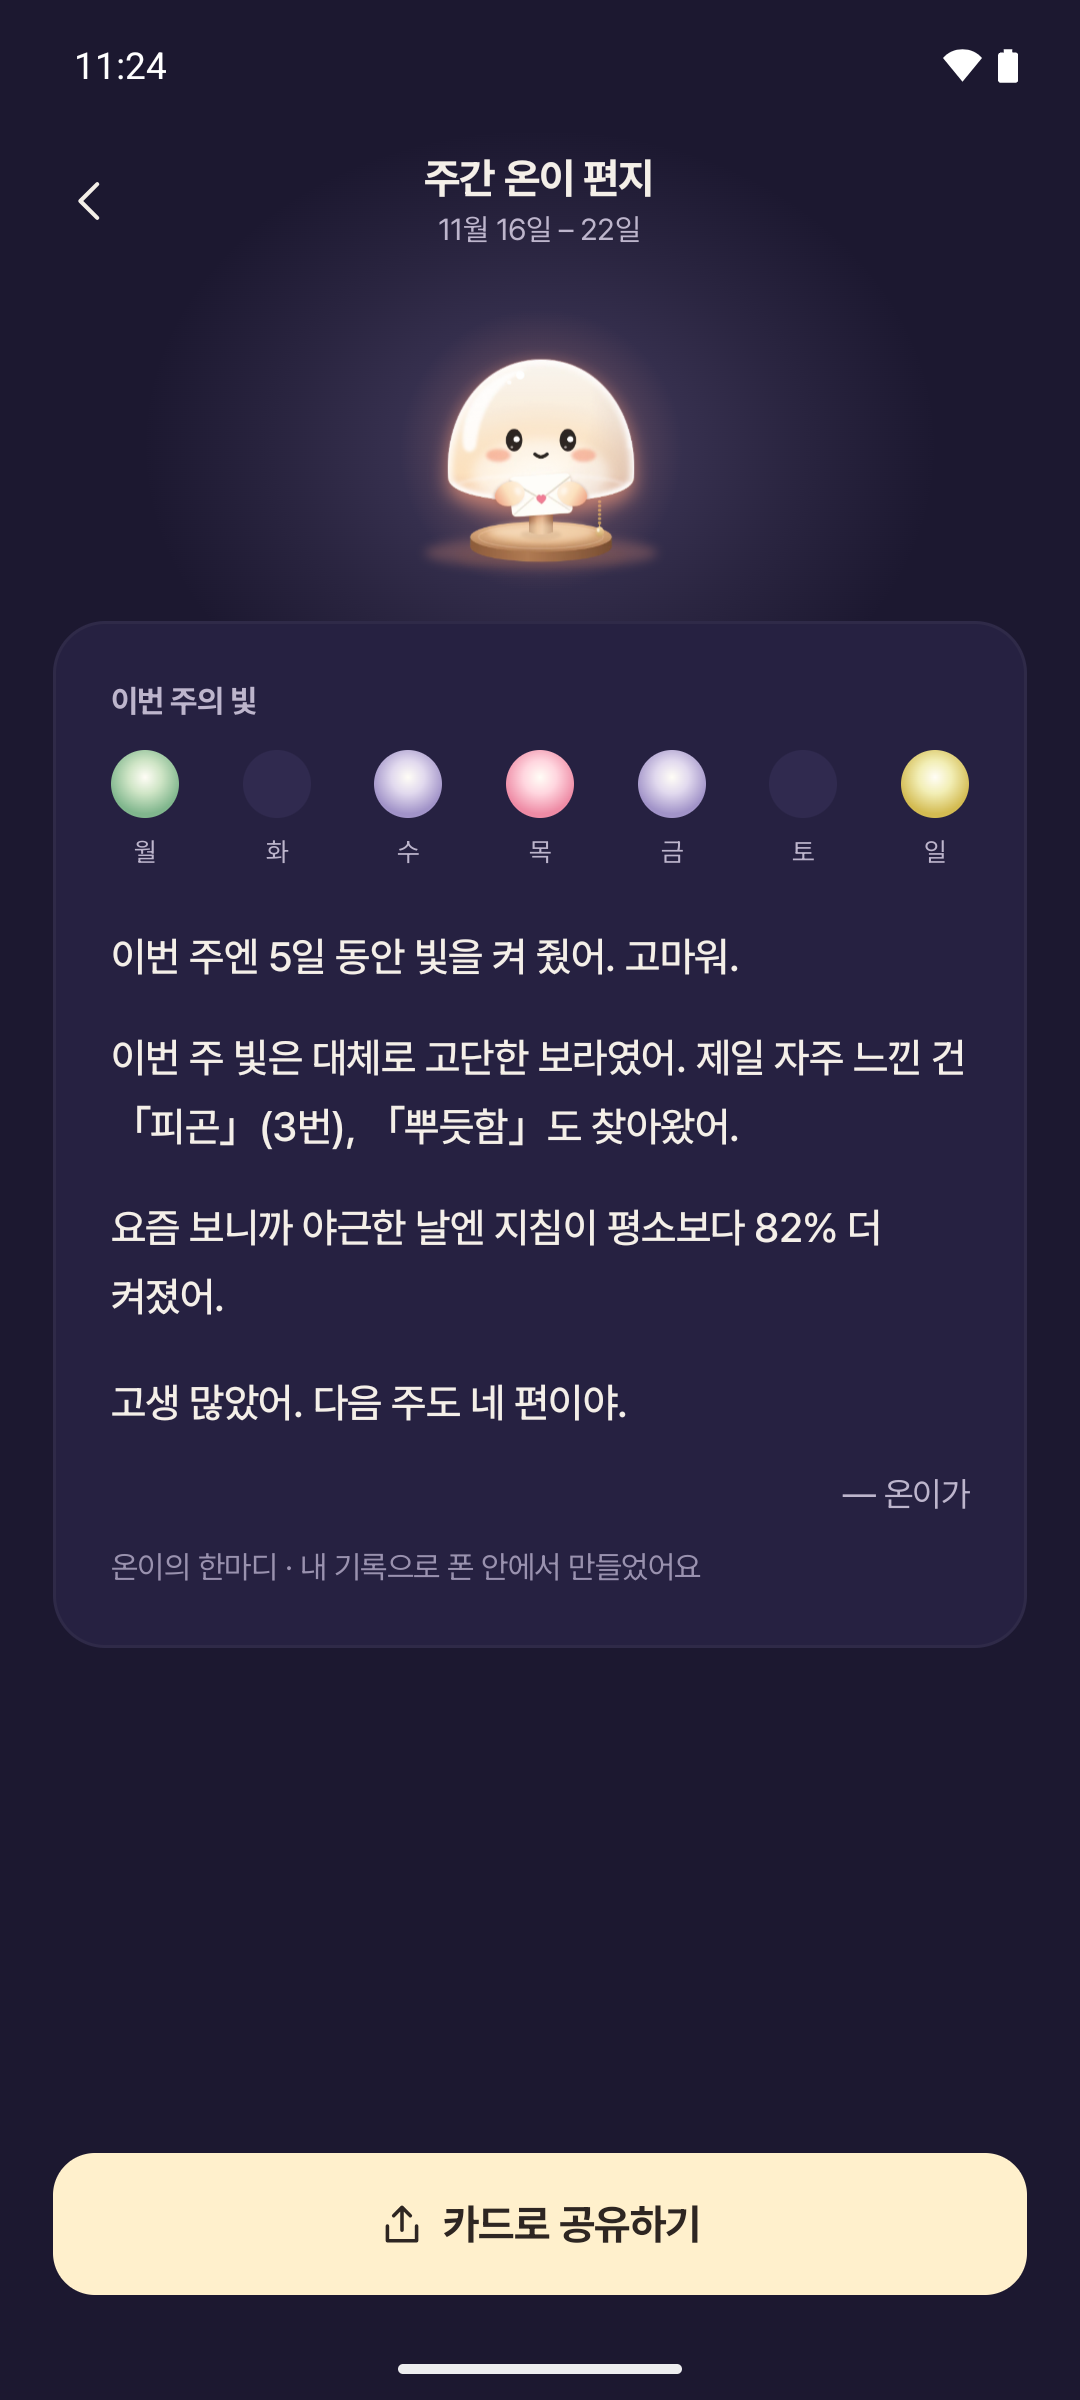 11:24
주간 온이 편지
11월 16일 – 22일
이번 주의 빛
월 화 수 목 금 토 일
이번 주엔 5일 동안 빛을 켜 줬어. 고마워.
이번 주 빛은 대체로 고단한 보라였어. 제일 자주 느낀 건
「피곤」(3번), 「뿌듯함」도 찾아왔어.
요즘 보니까 야근한 날엔 지침이 평소보다 82% 더
켜졌어.
고생 많았어. 다음 주도 네 편이야.
— 온이가
온이의 한마디 · 내 기록으로 폰 안에서 만들었어요
카드로 공유하기